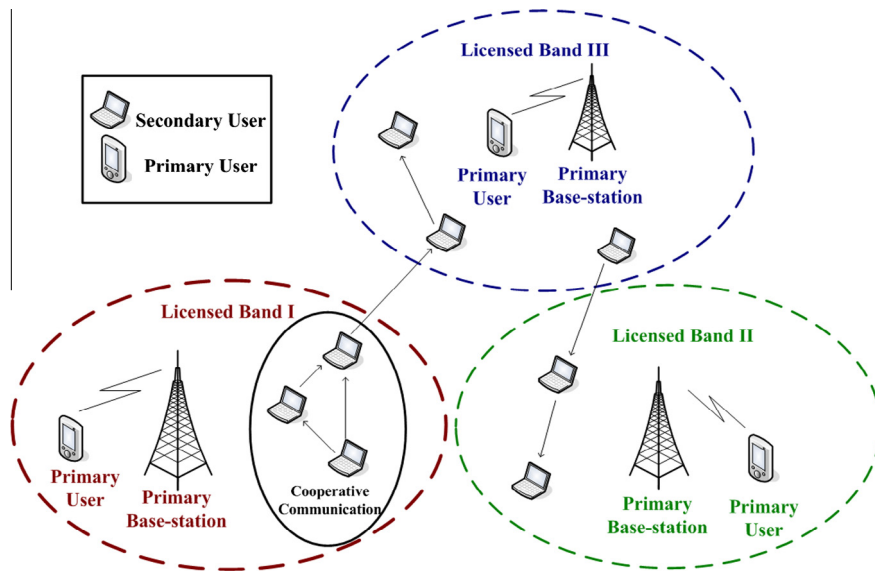 Licensed Band III
Secondary User
Primary User
Primary
User
Primary
Base-station
Licensed Band I
Licensed Band II
Primary
User
Primary
Base-station
Cooperative
Communication
Primary
Base-station
Primary
User